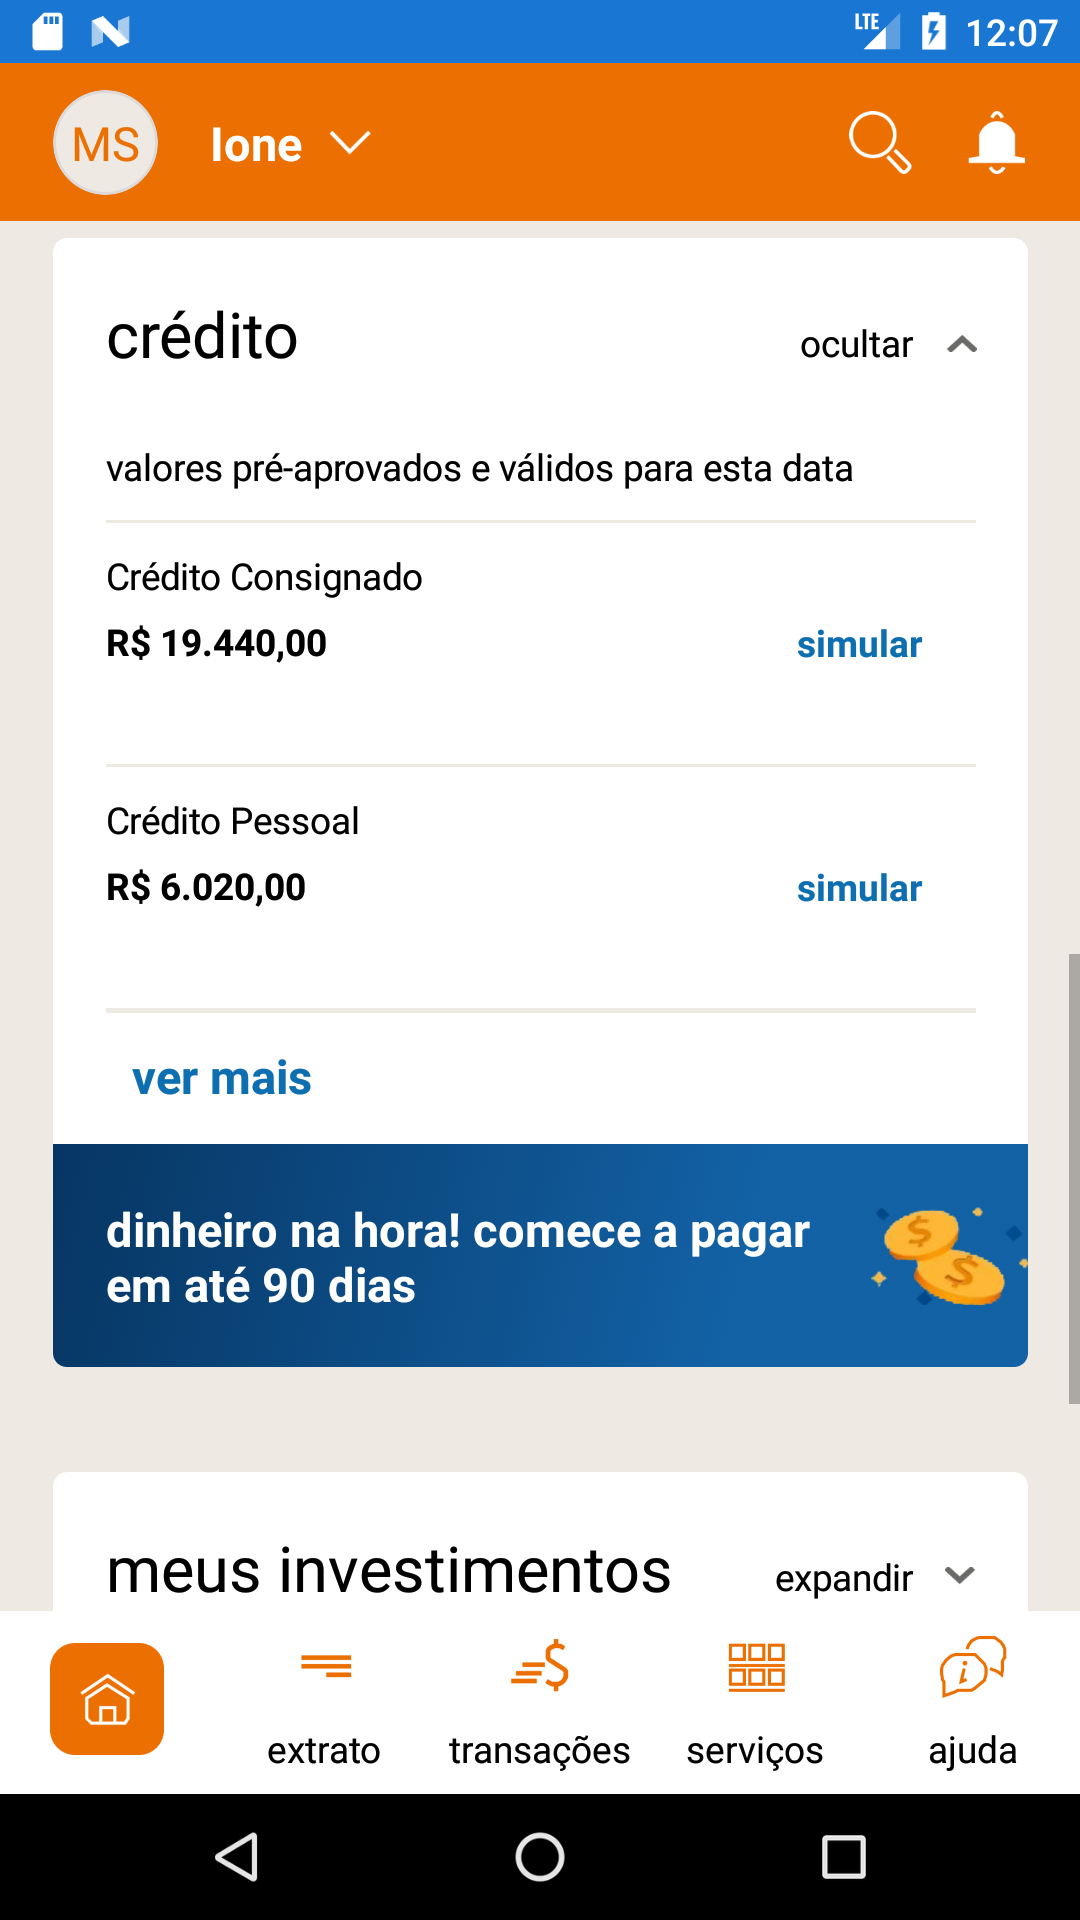 LTE 12:07
MS Ione
crédito
ocultar
valores pré-aprovados e válidos para esta data
Crédito Consignado
R$ 19.440,00
simular
Crédito Pessoal
R$ 6.020,00
simular
ver mais
dinheiro na hora! comece a pagar
em até 90 dias
meus investimentos
expandir
extrato
transações
serviços
ajuda